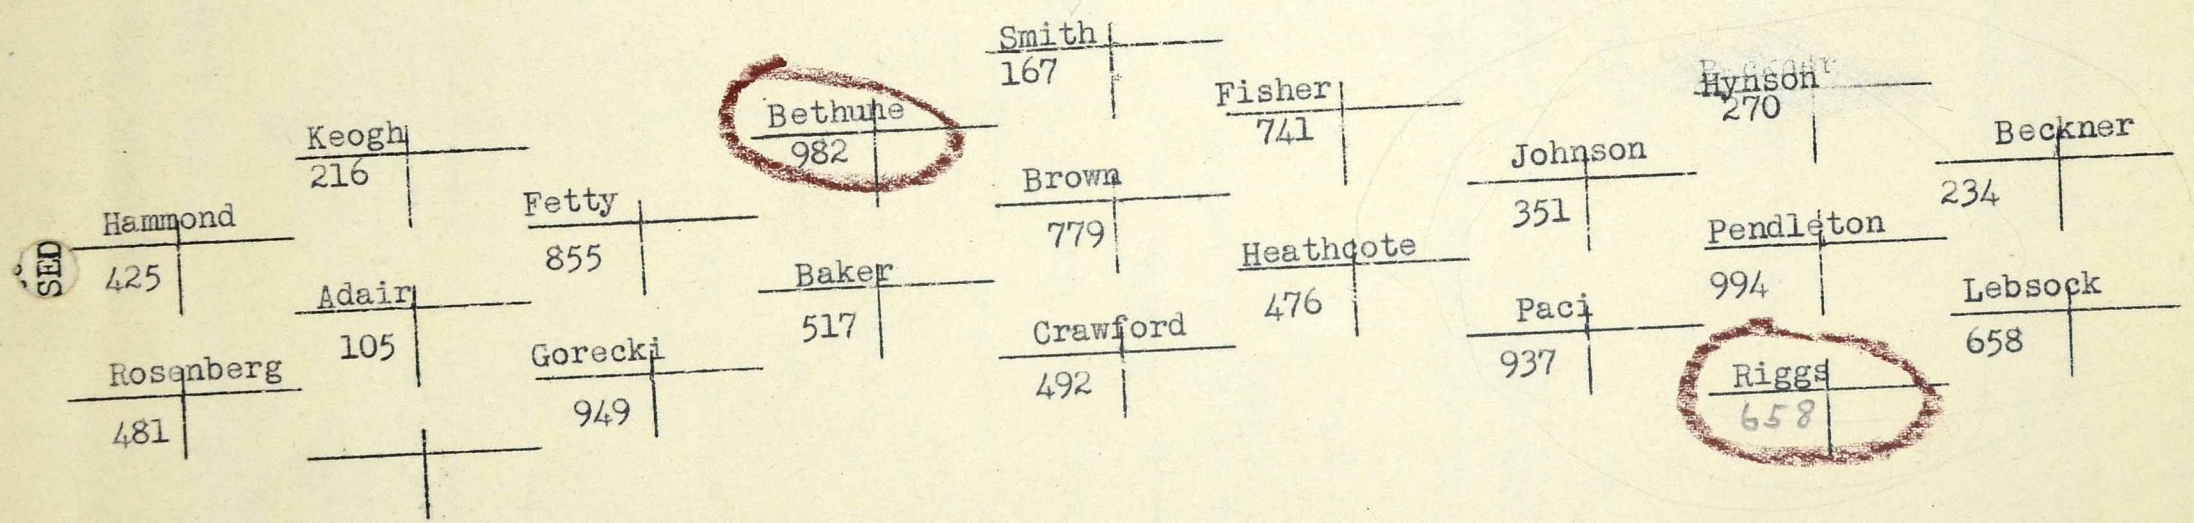 Smith
167
Fisher
741
Hynson
270
Bethune
982
Beckner
234
Keogh
216
Johnson
351
Brown
779
Fetty
855
Hammond
425
Pendleton
994
Heathcote
476
Baker
517
SED
Adair
105
Lebsock
658
Paci
937
Crawford
492
Gorecki
949
Rosenberg
481
Riggs
658